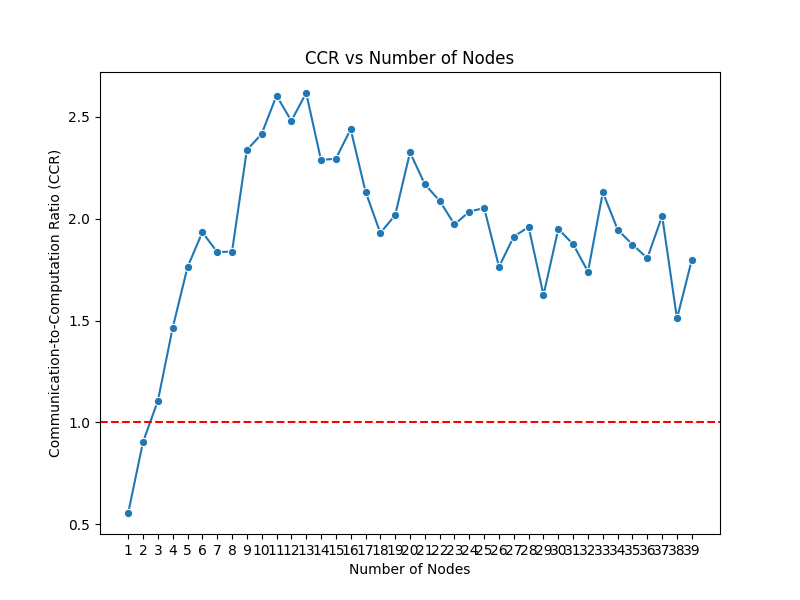 CCR vs Number of Nodes
Communication-to-Computation Ratio (CCR)
2.5
2.0
1.5
1.0
0.5
1 2 3 4 5 6 7 8 9 10 11 12 13 14 15 16 17 18 19 20 21 22 23 24 25 26 27 28 29 30 31 32 33 34 35 36 37 38 39
Number of Nodes